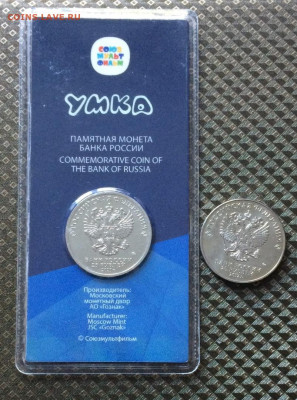 COINS.LAVE.RU
СОЮЗ
МУЛЬТ
ФИЛЬМ
УМКА
ПАМЯТНАЯ МОНЕТА
БАНКА РОССИИ
COMMEMORATIVE COIN OF
THE BANK OF RUSSIA
Производитель:
Московский
монетный двор
АО «Гознак»
Manufacturer:
Moscow Mint
JSC «Goznak»
© Союзмультфильм